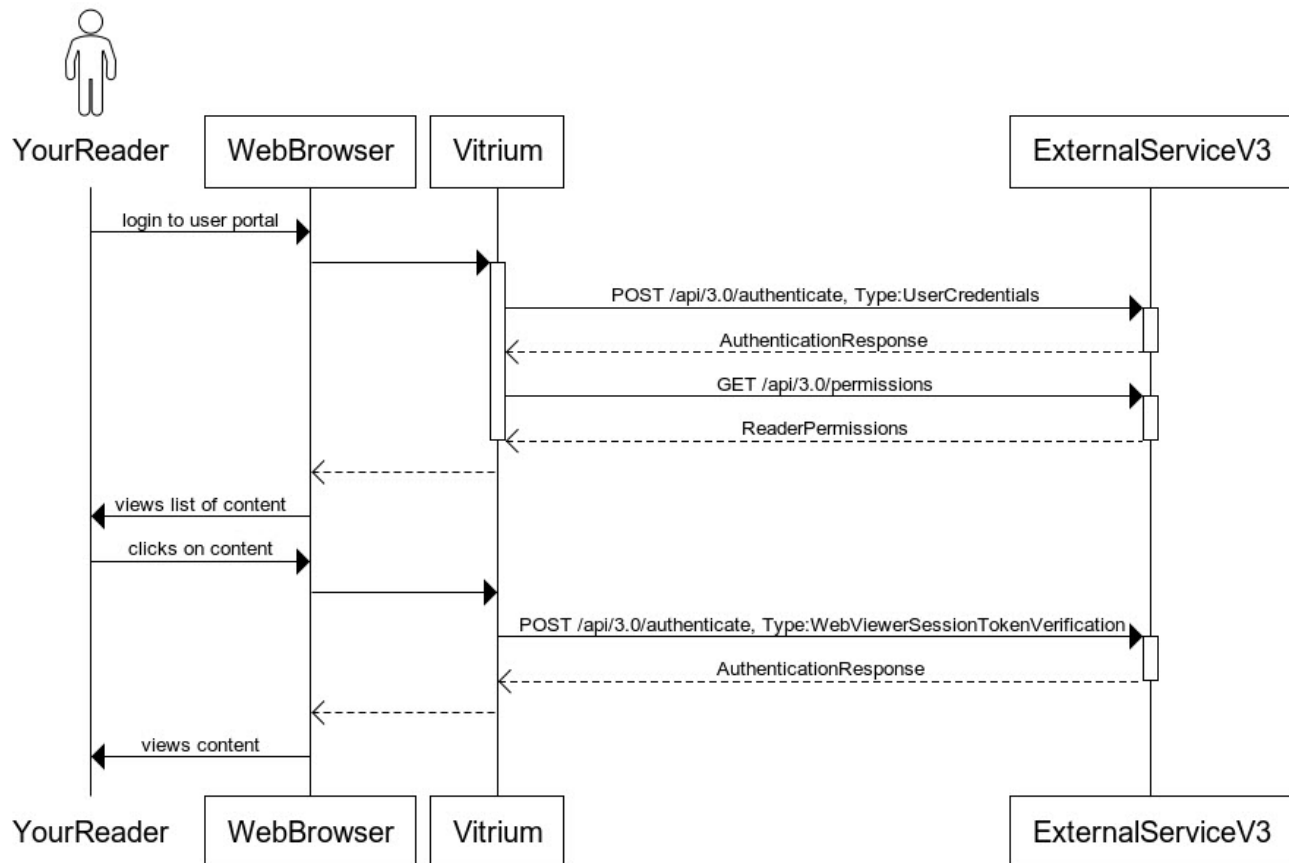 YourReader
WebBrowser
Vitrium
ExternalServiceV3
login to user portal
POST /api/3.0/authenticate, Type:UserCredentials
AuthenticationResponse
GET /api/3.0/permissions
ReaderPermissions
views list of content
clicks on content
POST /api/3.0/authenticate, Type:WebViewerSessionTokenVerification
AuthenticationResponse
views content
YourReader
WebBrowser
Vitrium
ExternalServiceV3